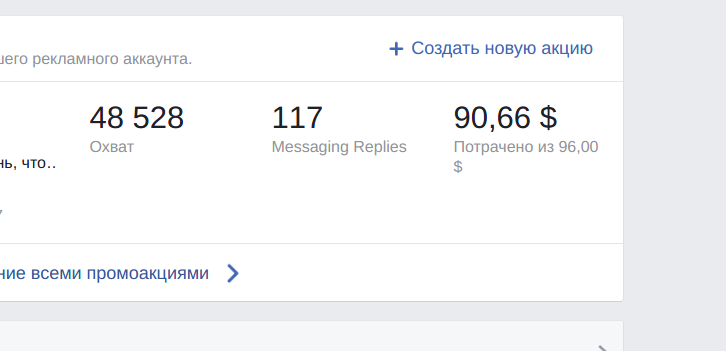 Создать новую акцию
шего рекламного аккаунта.
48 528
117
90,66 $
Охват
Messaging Replies
Потрачено из 96,00
$
нь, что..
ние всеми промоакциями